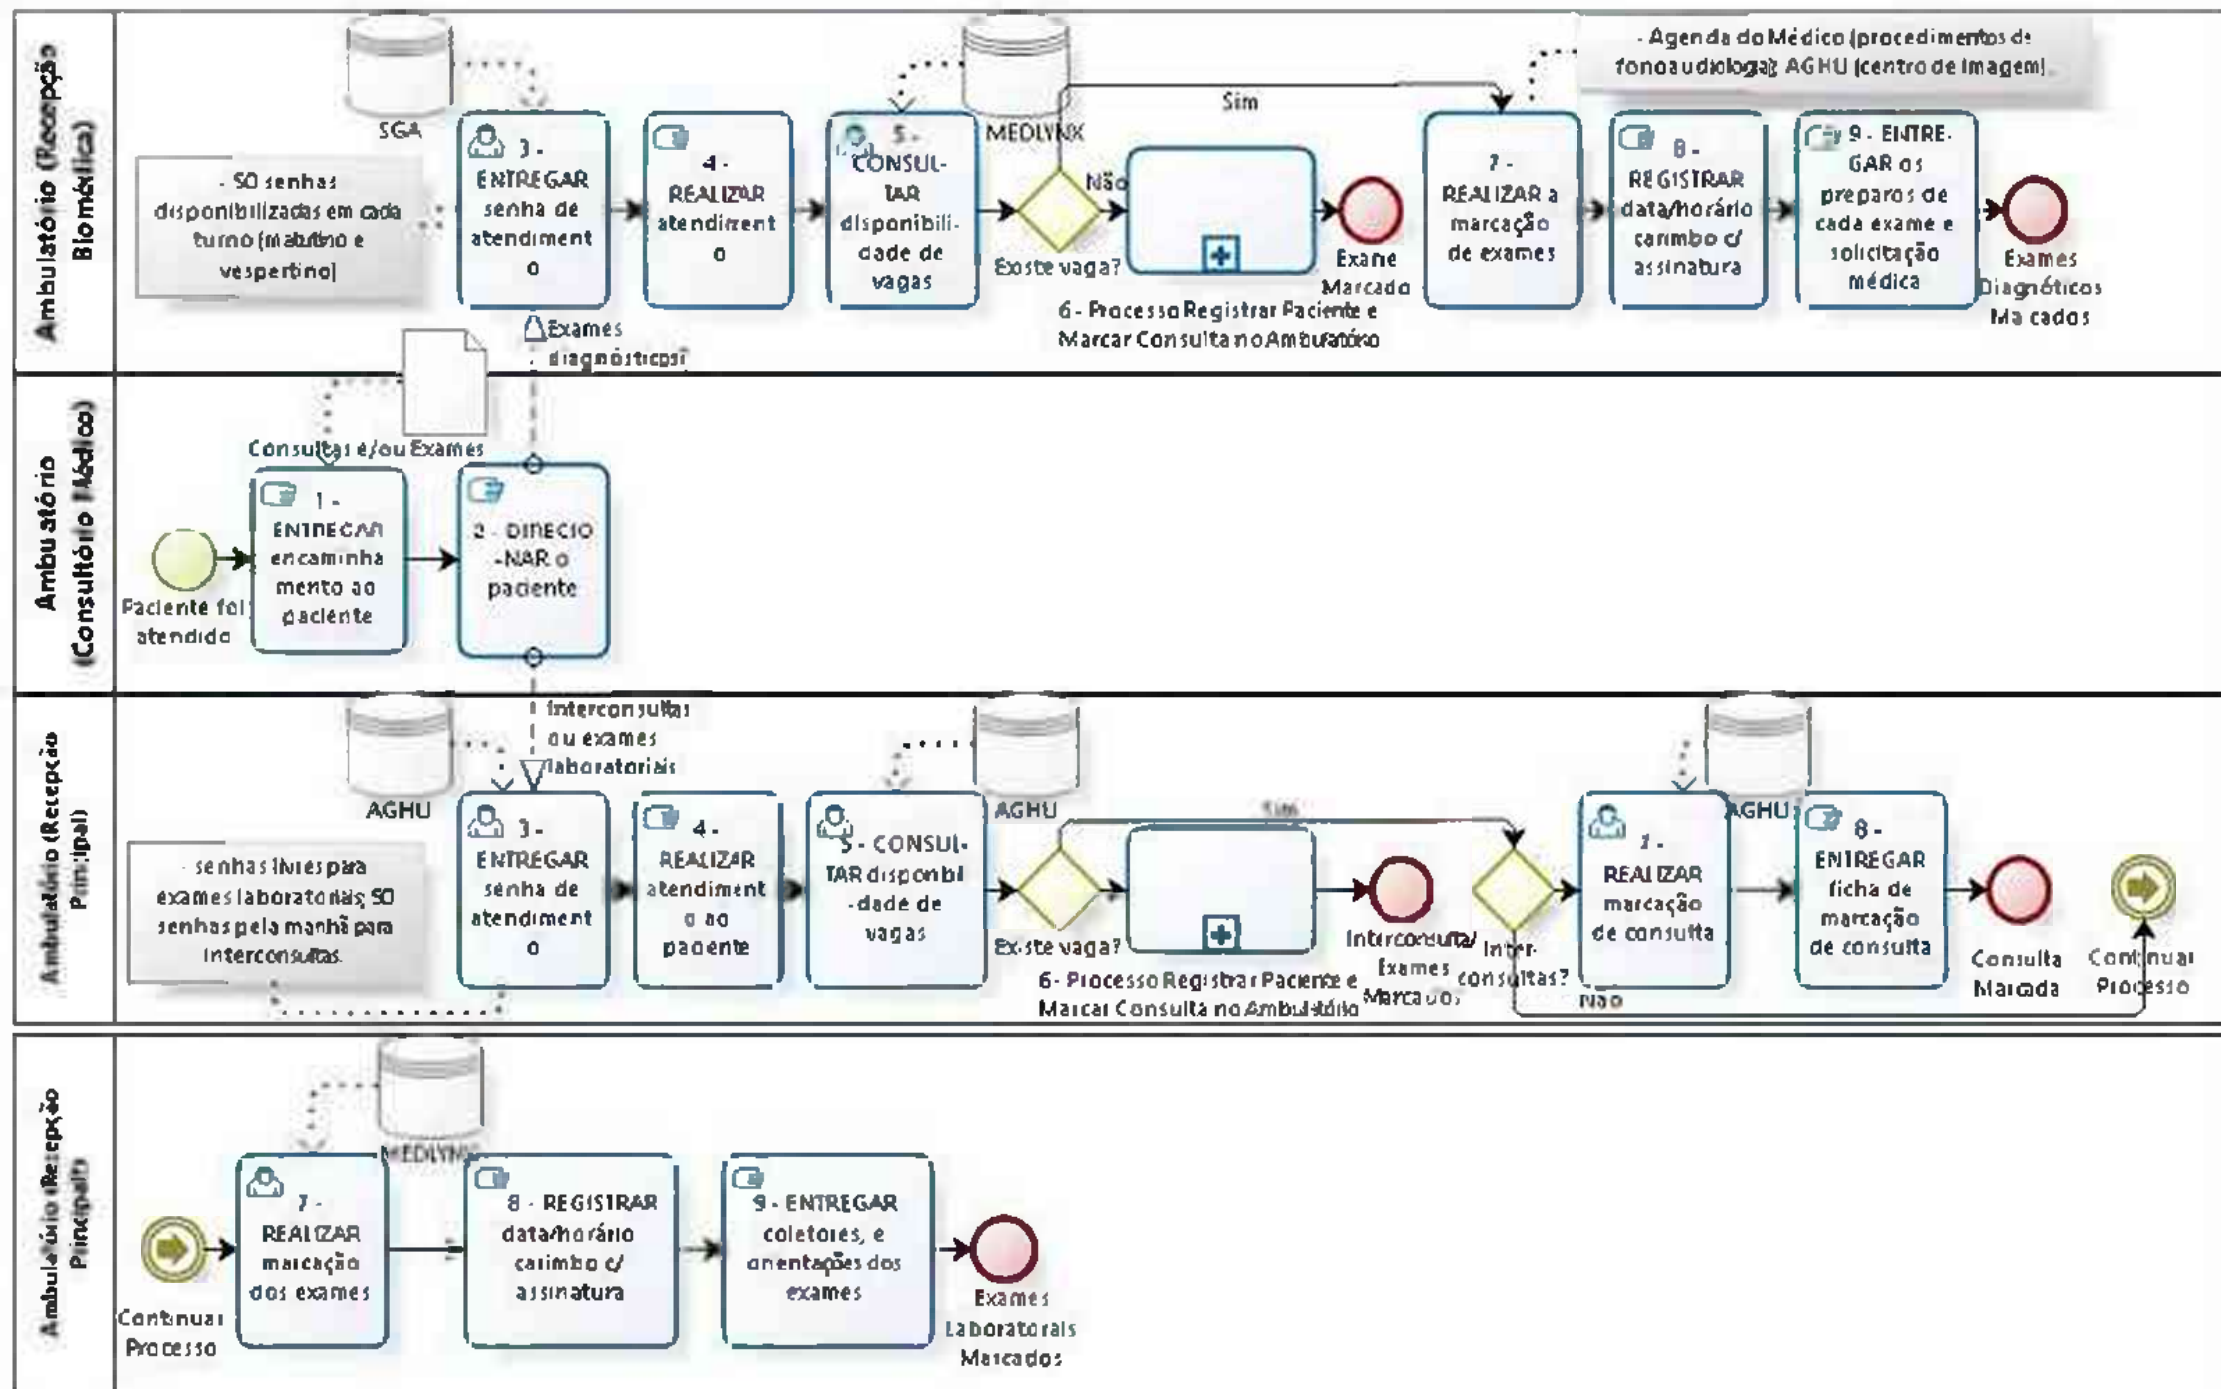 Ambulatório (Recepção
Biomédica)
SGA
- 50 senhas
disponibilizadas em cada
turno (matutino e
vespertino)
3 -
ENTREGAR
senha de
atendiment
o
4 -
REALIZAR
atendiment
o
5 -
CONSUL-
TAR
disponibili-
dade de
vagas
MEDLYNX
Existe vaga?
Sim
Não
6 - Processo Registrar Paciente e
Marcar Consulta no Ambulatório
Exame
Marcado
- Agenda do Médico (procedimentos de
fonoaudiologia); AGHU (centro de imagem).
7 -
REALIZAR a
marcação
de exames
8 -
REGISTRAR
data/horário
carimbo c/
assinatura
9 - ENTRE-
GAR os
preparos de
cada exame e
solicitação
médica
Exames
Diagnóticos
Marcados
Exames
diagnósticos
Ambulatório
(Consultório Médico)
Consultas e/ou Exames
Paciente foi
atendido
1 -
ENTREGAR
encaminha
mento ao
paciente
2 - DIRECIO
-NAR o
paciente
Interconsultas
ou exames
laboratoriais
Ambulatório (Recepção
Principal)
AGHU
- senhas livres para
exames laboratoriais; 50
senhas pela manhã para
interconsultas.
3 -
ENTREGAR
senha de
atendiment
o
4 -
REALIZAR
atendiment
o ao
paciente
5 - CONSUL-
TAR disponibi
-dade de
vagas
AGHU
Existe vaga?
Sim
6 - Processo Registrar Paciente e
Marcar Consulta no Ambulatório
Interconsulta/
Exames
Marcados
Inter-
consultas?
Não
7 -
REALIZAR
marcação
de consulta
AGHU
8 -
ENTREGAR
ficha de
marcação
de consulta
Consulta
Marcada
Continuar
Processo
Ambulatório (Recepção
Principal)
MEDLYNX
Continuar
Processo
7 -
REALIZAR
marcação
dos exames
8 - REGISTRAR
data/horário
carimbo c/
assinatura
9 - ENTREGAR
coletores, e
orientações dos
exames
Exames
Laboratorais
Marcados